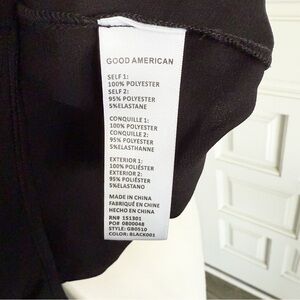 GOOD AMERICAN
SELF 1:
100% POLYESTER
SELF 2:
95% POLYESTER
5%ELASTANE
CONQUILLE 1:
100% POLYESTER
CONQUILLE 2:
95% POLYESTER
5%ELASTHANNE
EXTERIOR 1:
100% POLIÉSTER
EXTERIOR 2:
95% POLIÉSTER
5%ELASTANO
MADE IN CHINA
FABRIQUÉ EN CHINE
HECHO EN CHINA
RN# 151301
PO# 0800048
STYLE: GB0510
COLOR: BLACK001